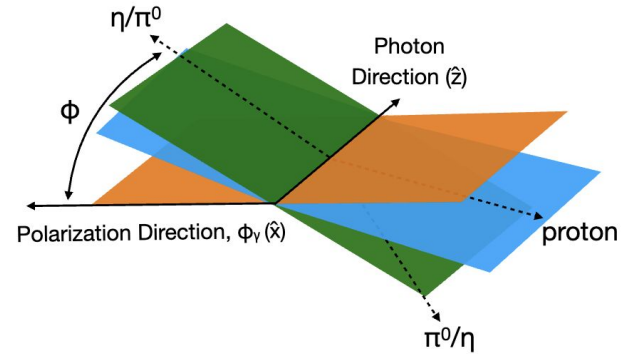 η/π⁰
Photon
Direction (ẑ)
ϕ
Polarization Direction, ϕᵧ (x̂)
proton
π⁰/η